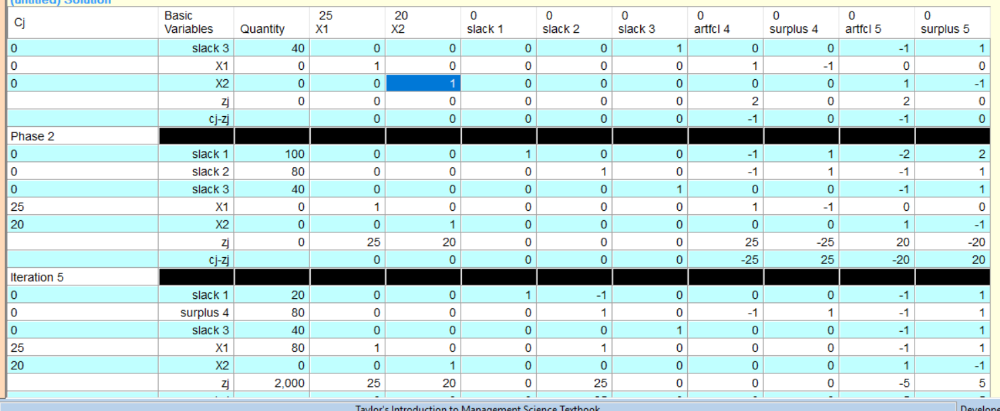 (untitled) Solution
Cj Basic Variables Quantity 25 X1 20 X2 0 slack 1 0 slack 2 0 slack 3 0 artfcl 4 0 surplus 4 0 artfcl 5 0 surplus 5
0 slack 3 40 0 0 0 0 1 0 0 -1 1
0 X1 0 1 0 0 0 0 1 -1 0 0
0 X2 0 0 1 0 0 0 0 0 1 -1
zj 0 0 0 0 0 0 2 0 2 0
cj-zj 0 0 0 0 0 -1 0 -1 0
Phase 2
0 slack 1 100 0 0 1 0 0 -1 1 -2 2
0 slack 2 80 0 0 0 1 0 -1 1 -1 1
0 slack 3 40 0 0 0 0 1 0 0 -1 1
25 X1 0 1 0 0 0 0 1 -1 0 0
20 X2 0 0 1 0 0 0 0 0 1 -1
zj 0 25 20 0 0 0 25 -25 20 -20
cj-zj 0 0 0 0 0 -25 25 -20 20
Iteration 5
0 slack 1 20 0 0 1 -1 0 0 0 -1 1
0 surplus 4 80 0 0 0 1 0 -1 1 -1 1
0 slack 3 40 0 0 0 0 1 0 0 -1 1
25 X1 80 1 0 0 1 0 0 0 -1 1
20 X2 0 0 1 0 0 0 0 0 1 -1
zj 2,000 25 20 0 25 0 0 0 -5 5
Taylor's Introduction to Management Science Textbook